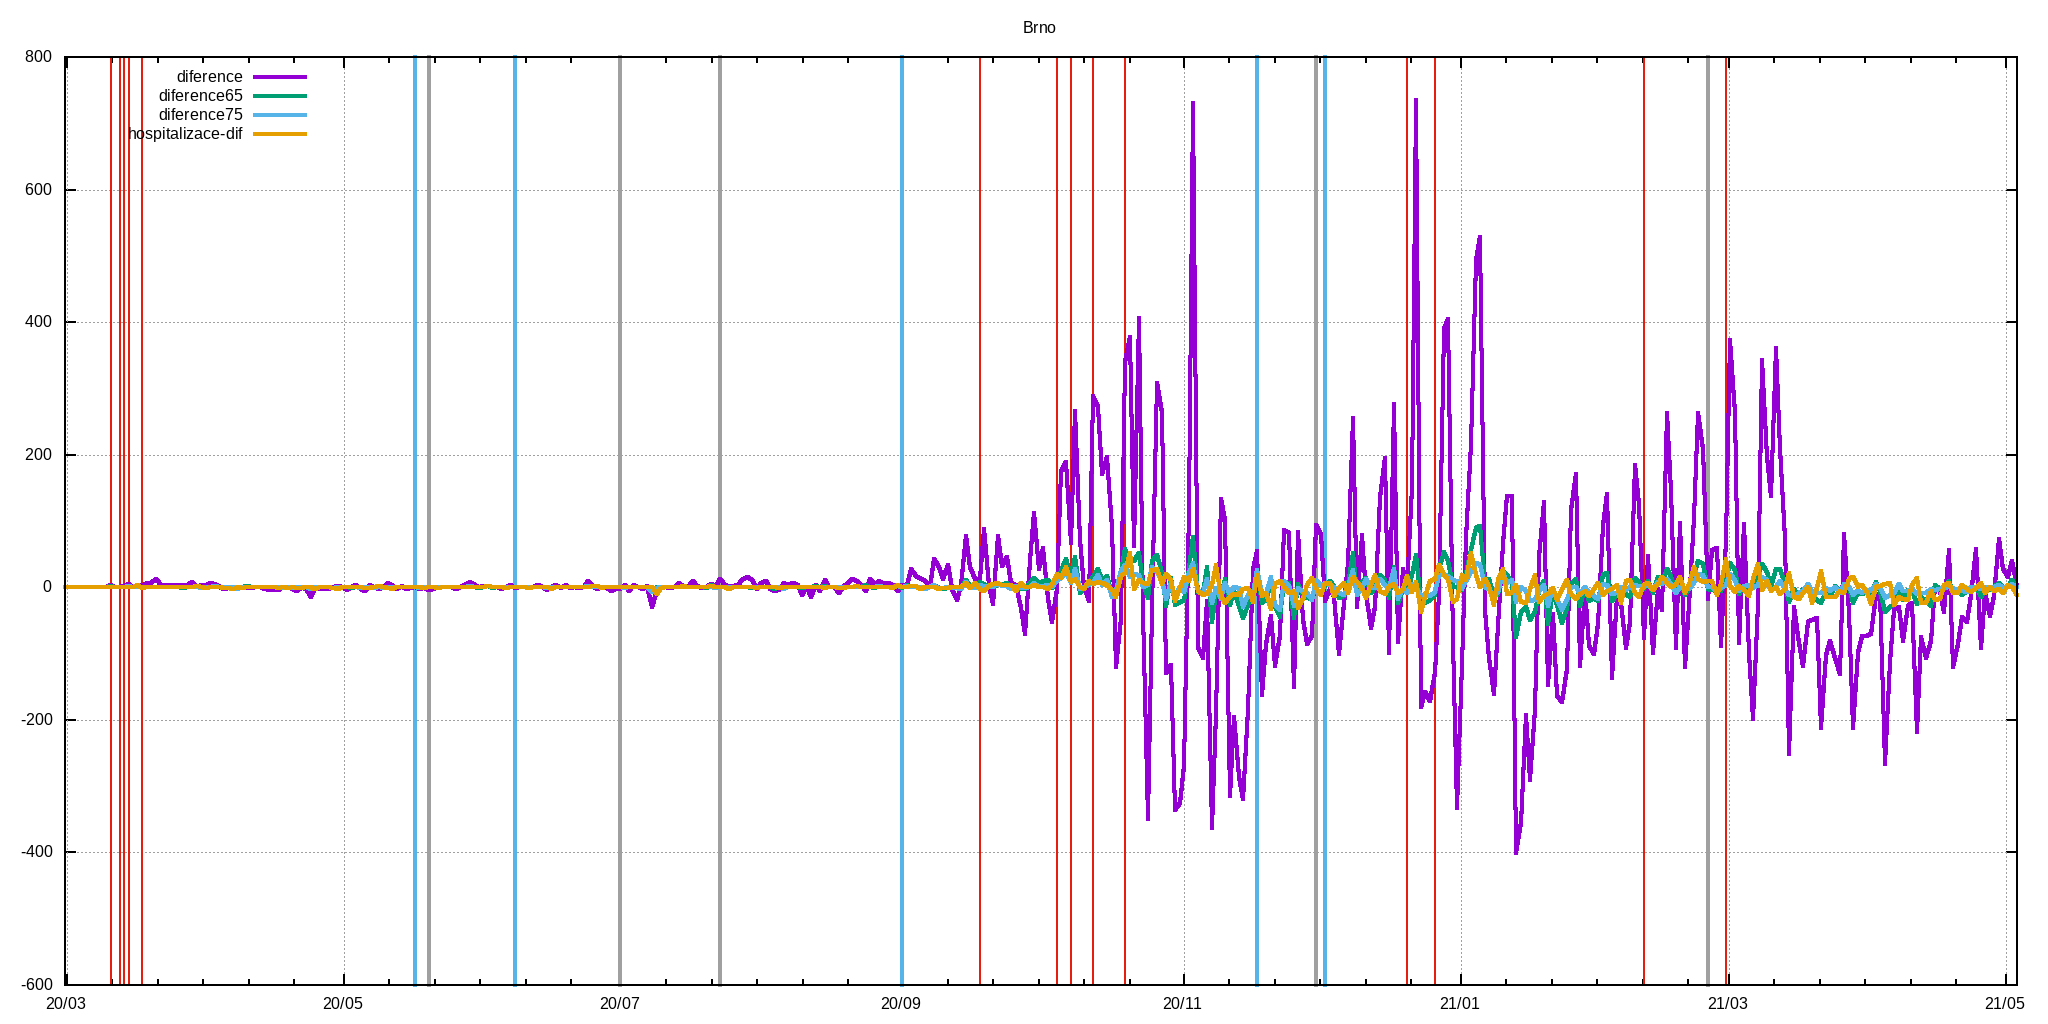 Brno
800
600
400
200
0
-200
-400
-600
diference
diference65
diference75
hospitalizace-dif
20/03 20/05 20/07 20/09 20/11 21/01 21/03 21/05